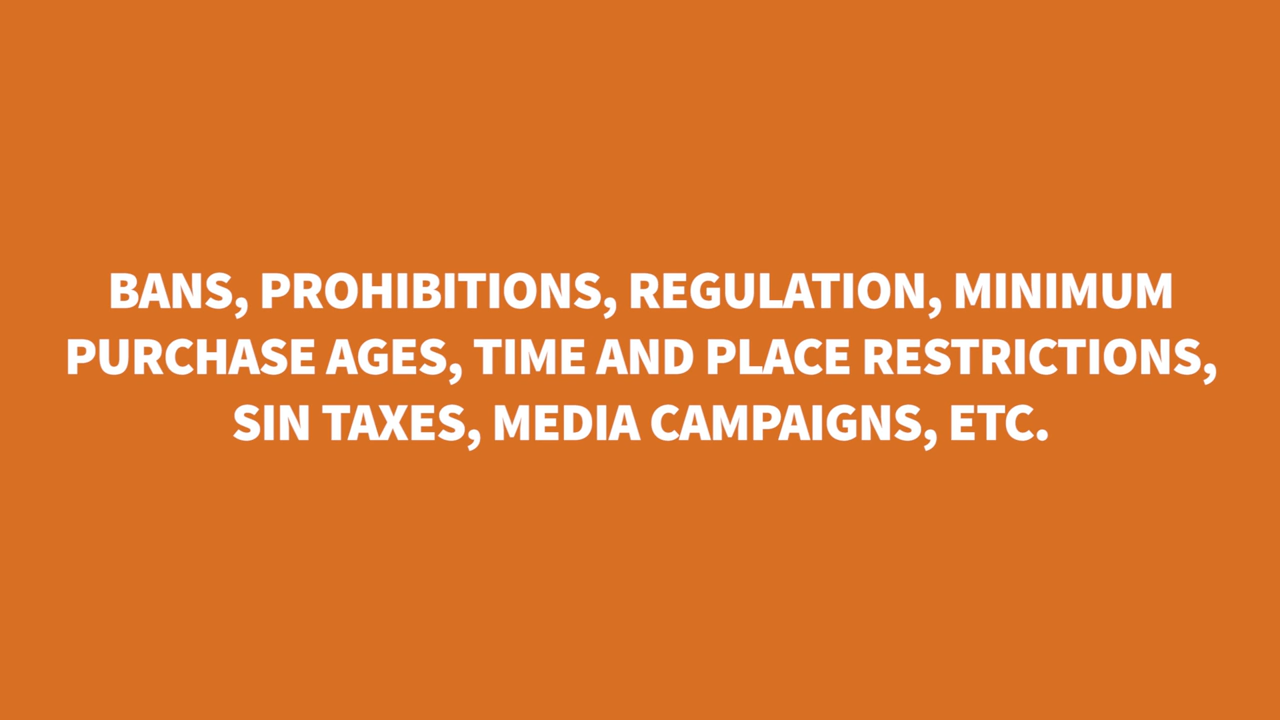 BANS, PROHIBITIONS, REGULATION, MINIMUM
PURCHASE AGES, TIME AND PLACE RESTRICTIONS,
SIN TAXES, MEDIA CAMPAIGNS, ETC.